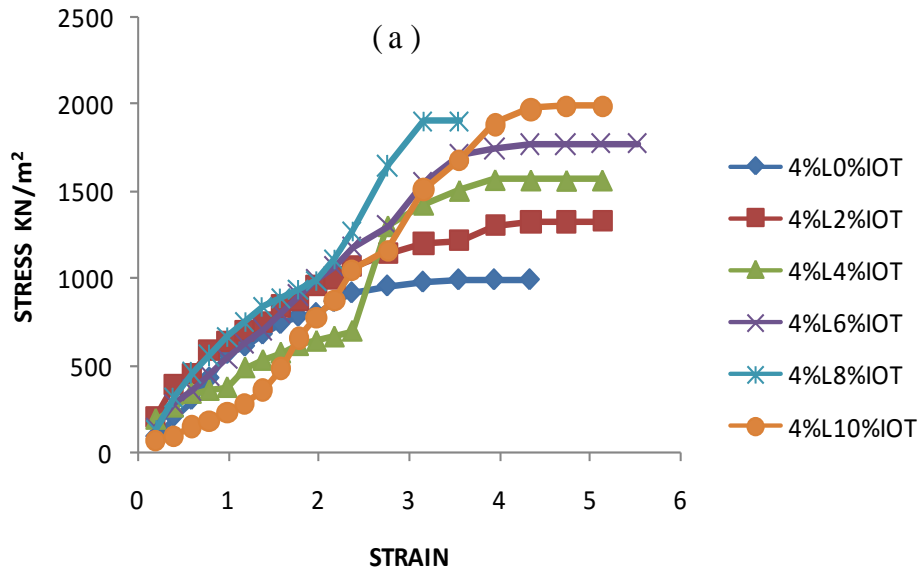 (a)
STRESS KN/m²
2500
2000
1500
1000
500
0
0 1 2 3 4 5 6
STRAIN
4%L0%IOT
4%L2%IOT
4%L4%IOT
4%L6%IOT
4%L8%IOT
4%L10%IOT